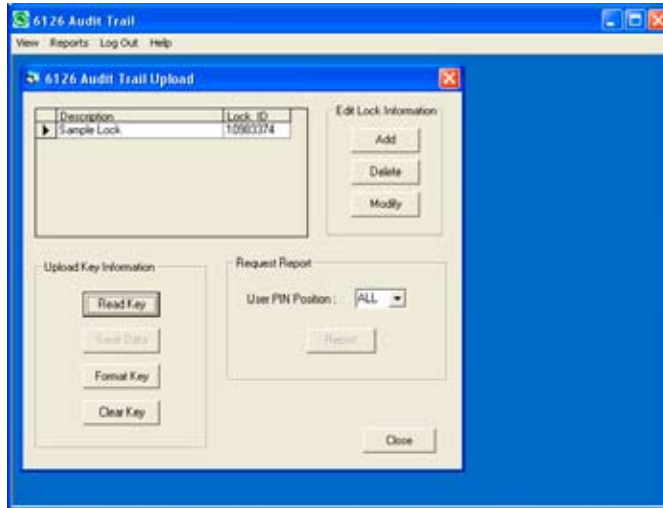 6126 Audit Trail
View Reports Log Out Help
6126 Audit Trail Upload
Description Lock ID
Sample Lock 10983374
Edit Lock Information
Add
Delete
Modify
Upload Key Information
Read Key
Save Data
Format Key
Clear Key
Request Report
User PIN Position : ALL
Report
Close